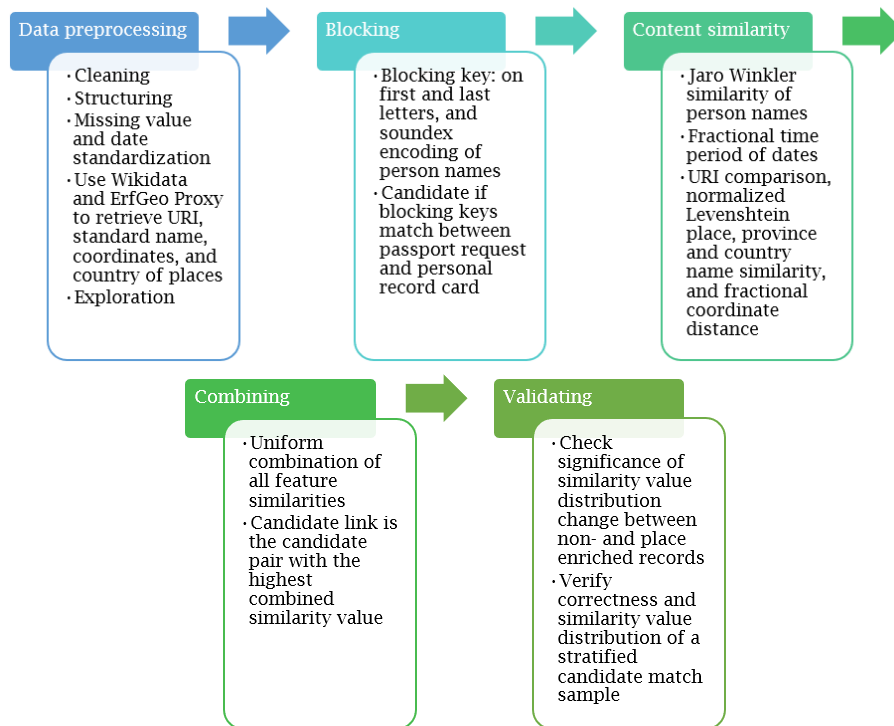 Data preprocessing
· Cleaning
· Structuring
· Missing value
and date
standardization
· Use Wikidata
and ErfGeo Proxy
to retrieve URI,
standard name,
coordinates, and
country of places
· Exploration
Blocking
· Blocking key: on
first and last
letters, and
soundex
encoding of
person names
· Candidate if
blocking keys
match between
passport request
and personal
record card
Content similarity
· Jaro Winkler
similarity of
person names
· Fractional time
period of dates
· URI comparison,
normalized
Levenshtein
place, province
and country
name similarity,
and fractional
coordinate
distance
Combining
· Uniform
combination of
all feature
similarities
· Candidate link is
the candidate
pair with the
highest
combined
similarity value
Validating
· Check
significance of
similarity value
distribution
change between
non- and place
enriched records
· Verify
correctness and
similarity value
distribution of a
stratified
candidate match
sample